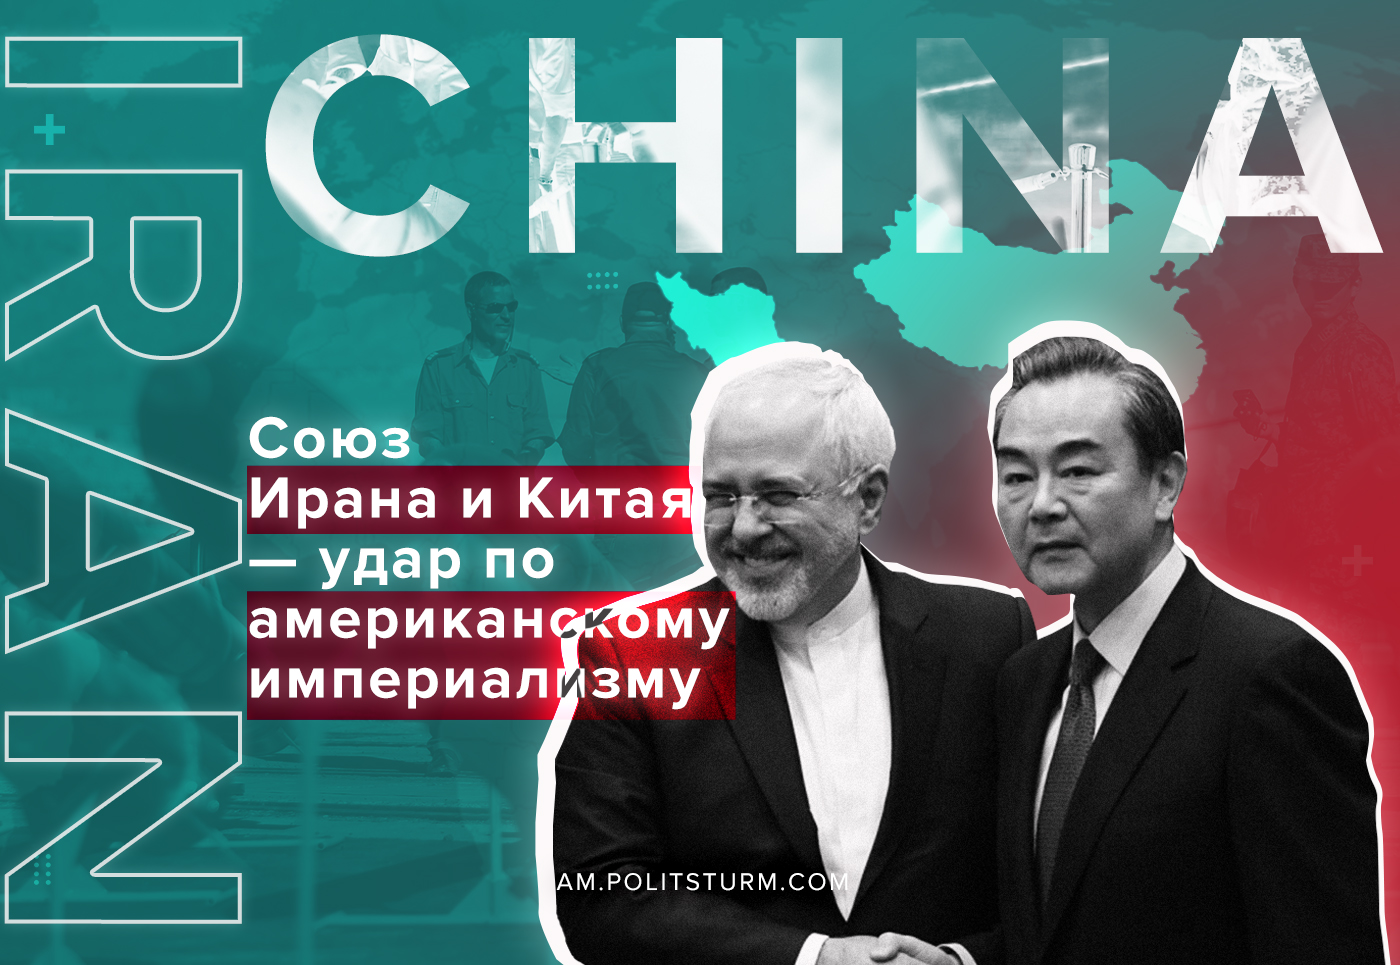 CHINA
IRAN
Союз
Ирана и Китая
— удар по
американскому
империализму
AM.POLITSTURM.COM